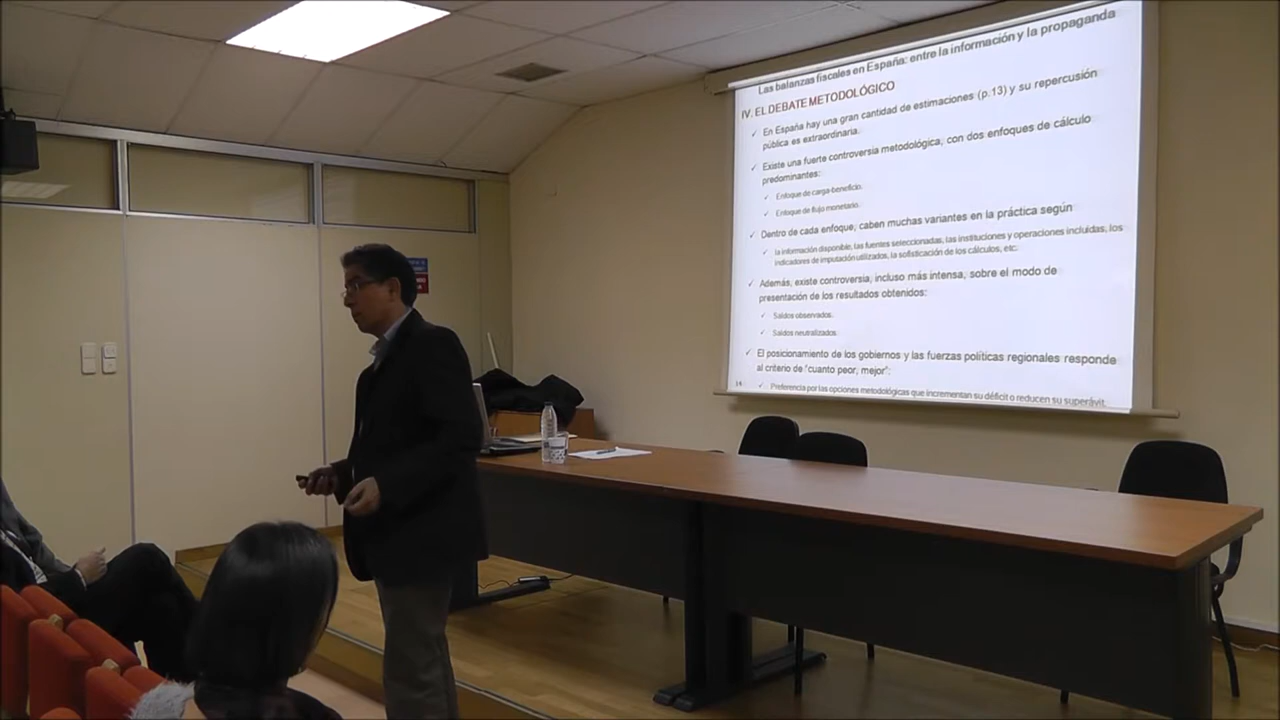 Las balanzas fiscales en España: entre la información y la propaganda
IV. EL DEBATE METODOLÓGICO
✓ En España hay una gran cantidad de estimaciones (p.13) y su repercusión
pública es extraordinaria.
✓ Existe una fuerte controversia metodológica, con dos enfoques de cálculo
predominantes:
✓ Enfoque de carga-beneficio.
✓ Enfoque de flujo monetario.
✓ Dentro de cada enfoque, caben muchas variantes en la práctica según
✓ la información disponible, las fuentes seleccionadas, las instituciones y operaciones incluidas, los
indicadores de imputación utilizados, la sofisticación de los cálculos, etc.
✓ Además, existe controversia, incluso más intensa, sobre el modo de
presentación de los resultados obtenidos:
✓ Saldos observados.
✓ Saldos neutralizados.
✓ El posicionamiento de los gobiernos y las fuerzas políticas regionales responde
al criterio de "cuanto peor, mejor":
✓ Preferencia por las opciones metodológicas que incrementan su déficit o reducen su superávit.